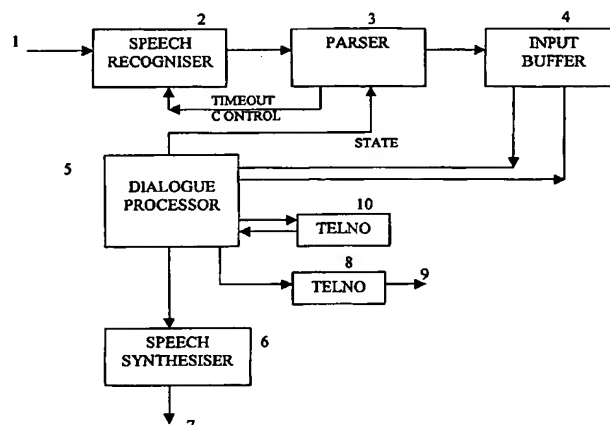 2
3
4
1
SPEECH
RECOGNISER
PARSER
INPUT
BUFFER
TIMEOUT
C ONTROL
STATE
5
DIALOGUE
PROCESSOR
10
TELNO
8
TELNO
9
SPEECH
SYNTHESISER
6
7